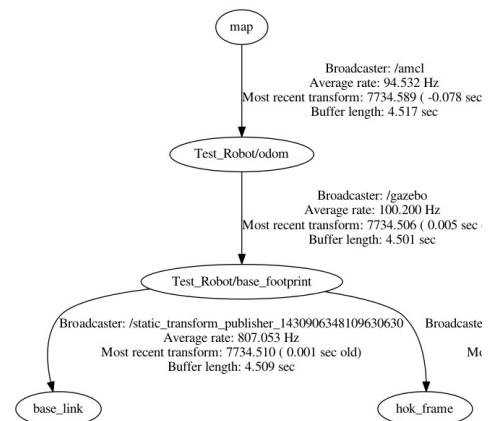 map
Broadcaster: /amcl
Average rate: 94.532 Hz
Most recent transform: 7734.589 ( -0.078 sec
Buffer length: 4.517 sec
Test_Robot/odom
Broadcaster: /gazebo
Average rate: 100.200 Hz
Most recent transform: 7734.506 ( 0.005 sec
Buffer length: 4.501 sec
Test_Robot/base_footprint
Broadcaster: /static_transform_publisher_1430906348109630630
Average rate: 807.053 Hz
Most recent transform: 7734.510 ( 0.001 sec old)
Buffer length: 4.509 sec
Broadcaste
base_link
hok_frame